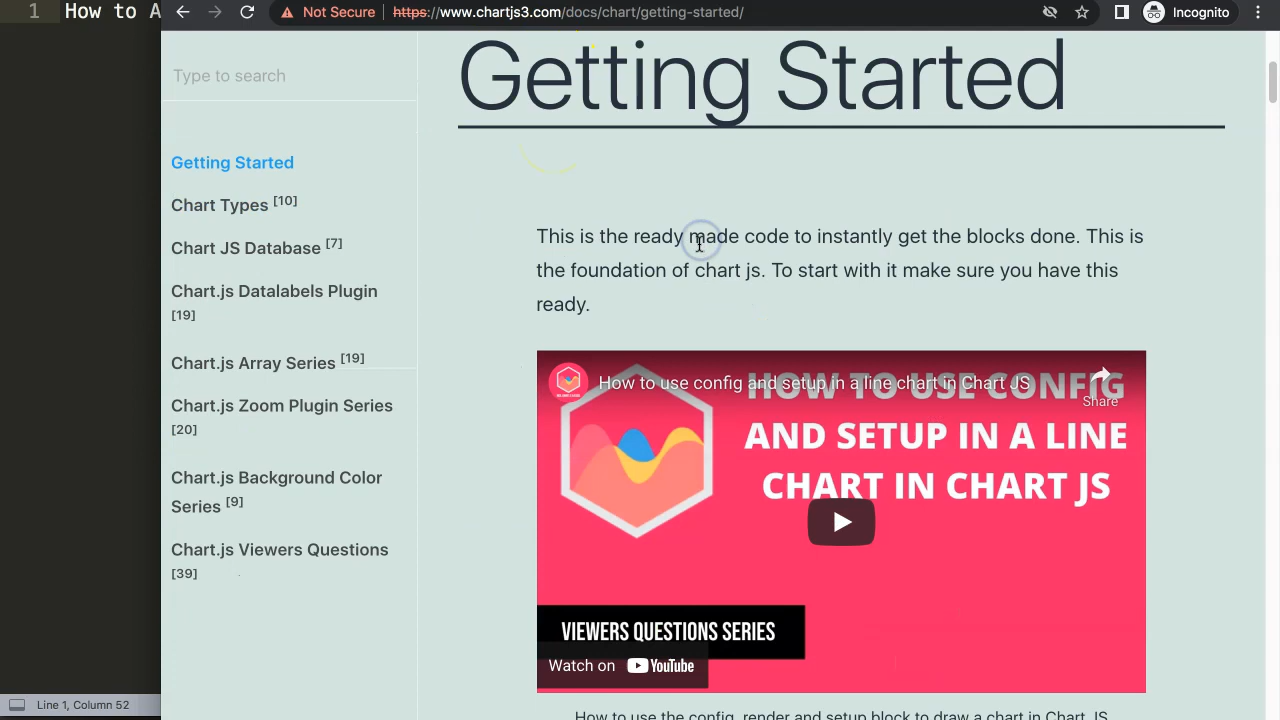 1 How to A
Not Secure https://www.chartjs3.com/docs/chart/getting-started/ Incognito
Type to search
Getting Started
Chart Types [10]
Chart JS Database [7]
Chart.js Datalabels Plugin
[19]
Chart.js Array Series [19]
Chart.js Zoom Plugin Series
[20]
Chart.js Background Color
Series [9]
Chart.js Viewers Questions
[39]
Getting Started
This is the ready made code to instantly get the blocks done. This is
the foundation of chart js. To start with it make sure you have this
ready.
How to use config and setup in a line chart in Chart JS
Share
HOW TO USE CONFIG
AND SETUP IN A LINE
CHART IN CHART JS
VIEWERS QUESTIONS SERIES
Watch on YouTube
How to use the config, render and setup block to draw a chart in Chart JS
Line 1, Column 52